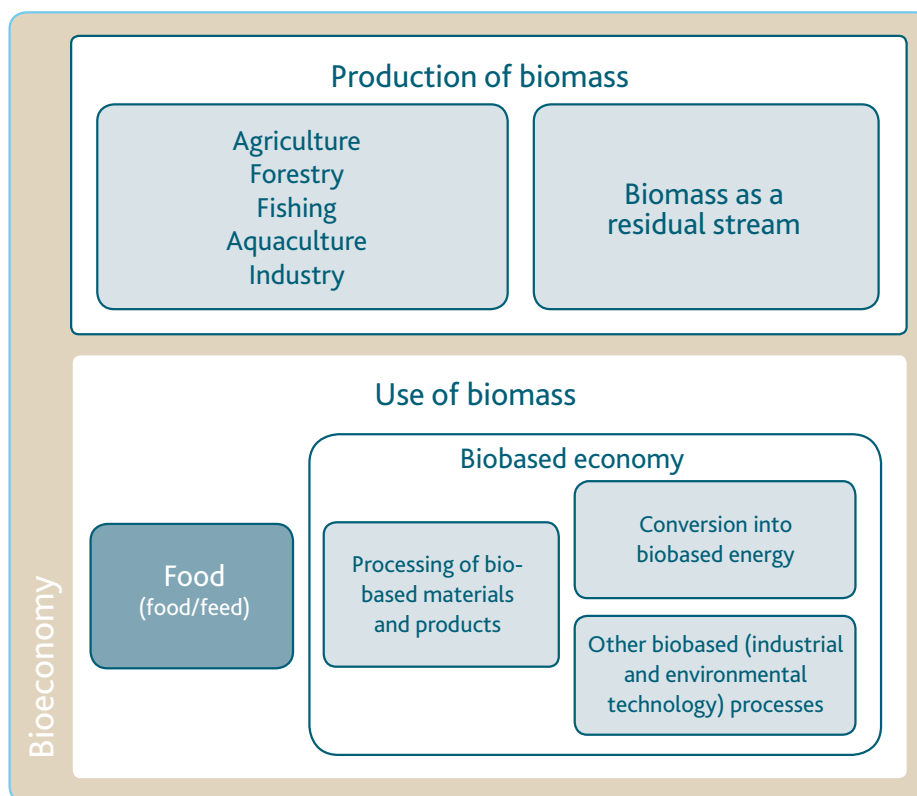 Production of biomass
Agriculture
Forestry
Fishing
Aquaculture
Industry
Biomass as a
residual stream
Use of biomass
Biobased economy
Food
(food/feed)
Processing of bio-
based materials
and products
Conversion into
biobased energy
Other biobased (industrial
and environmental
technology) processes
Bioeconomy